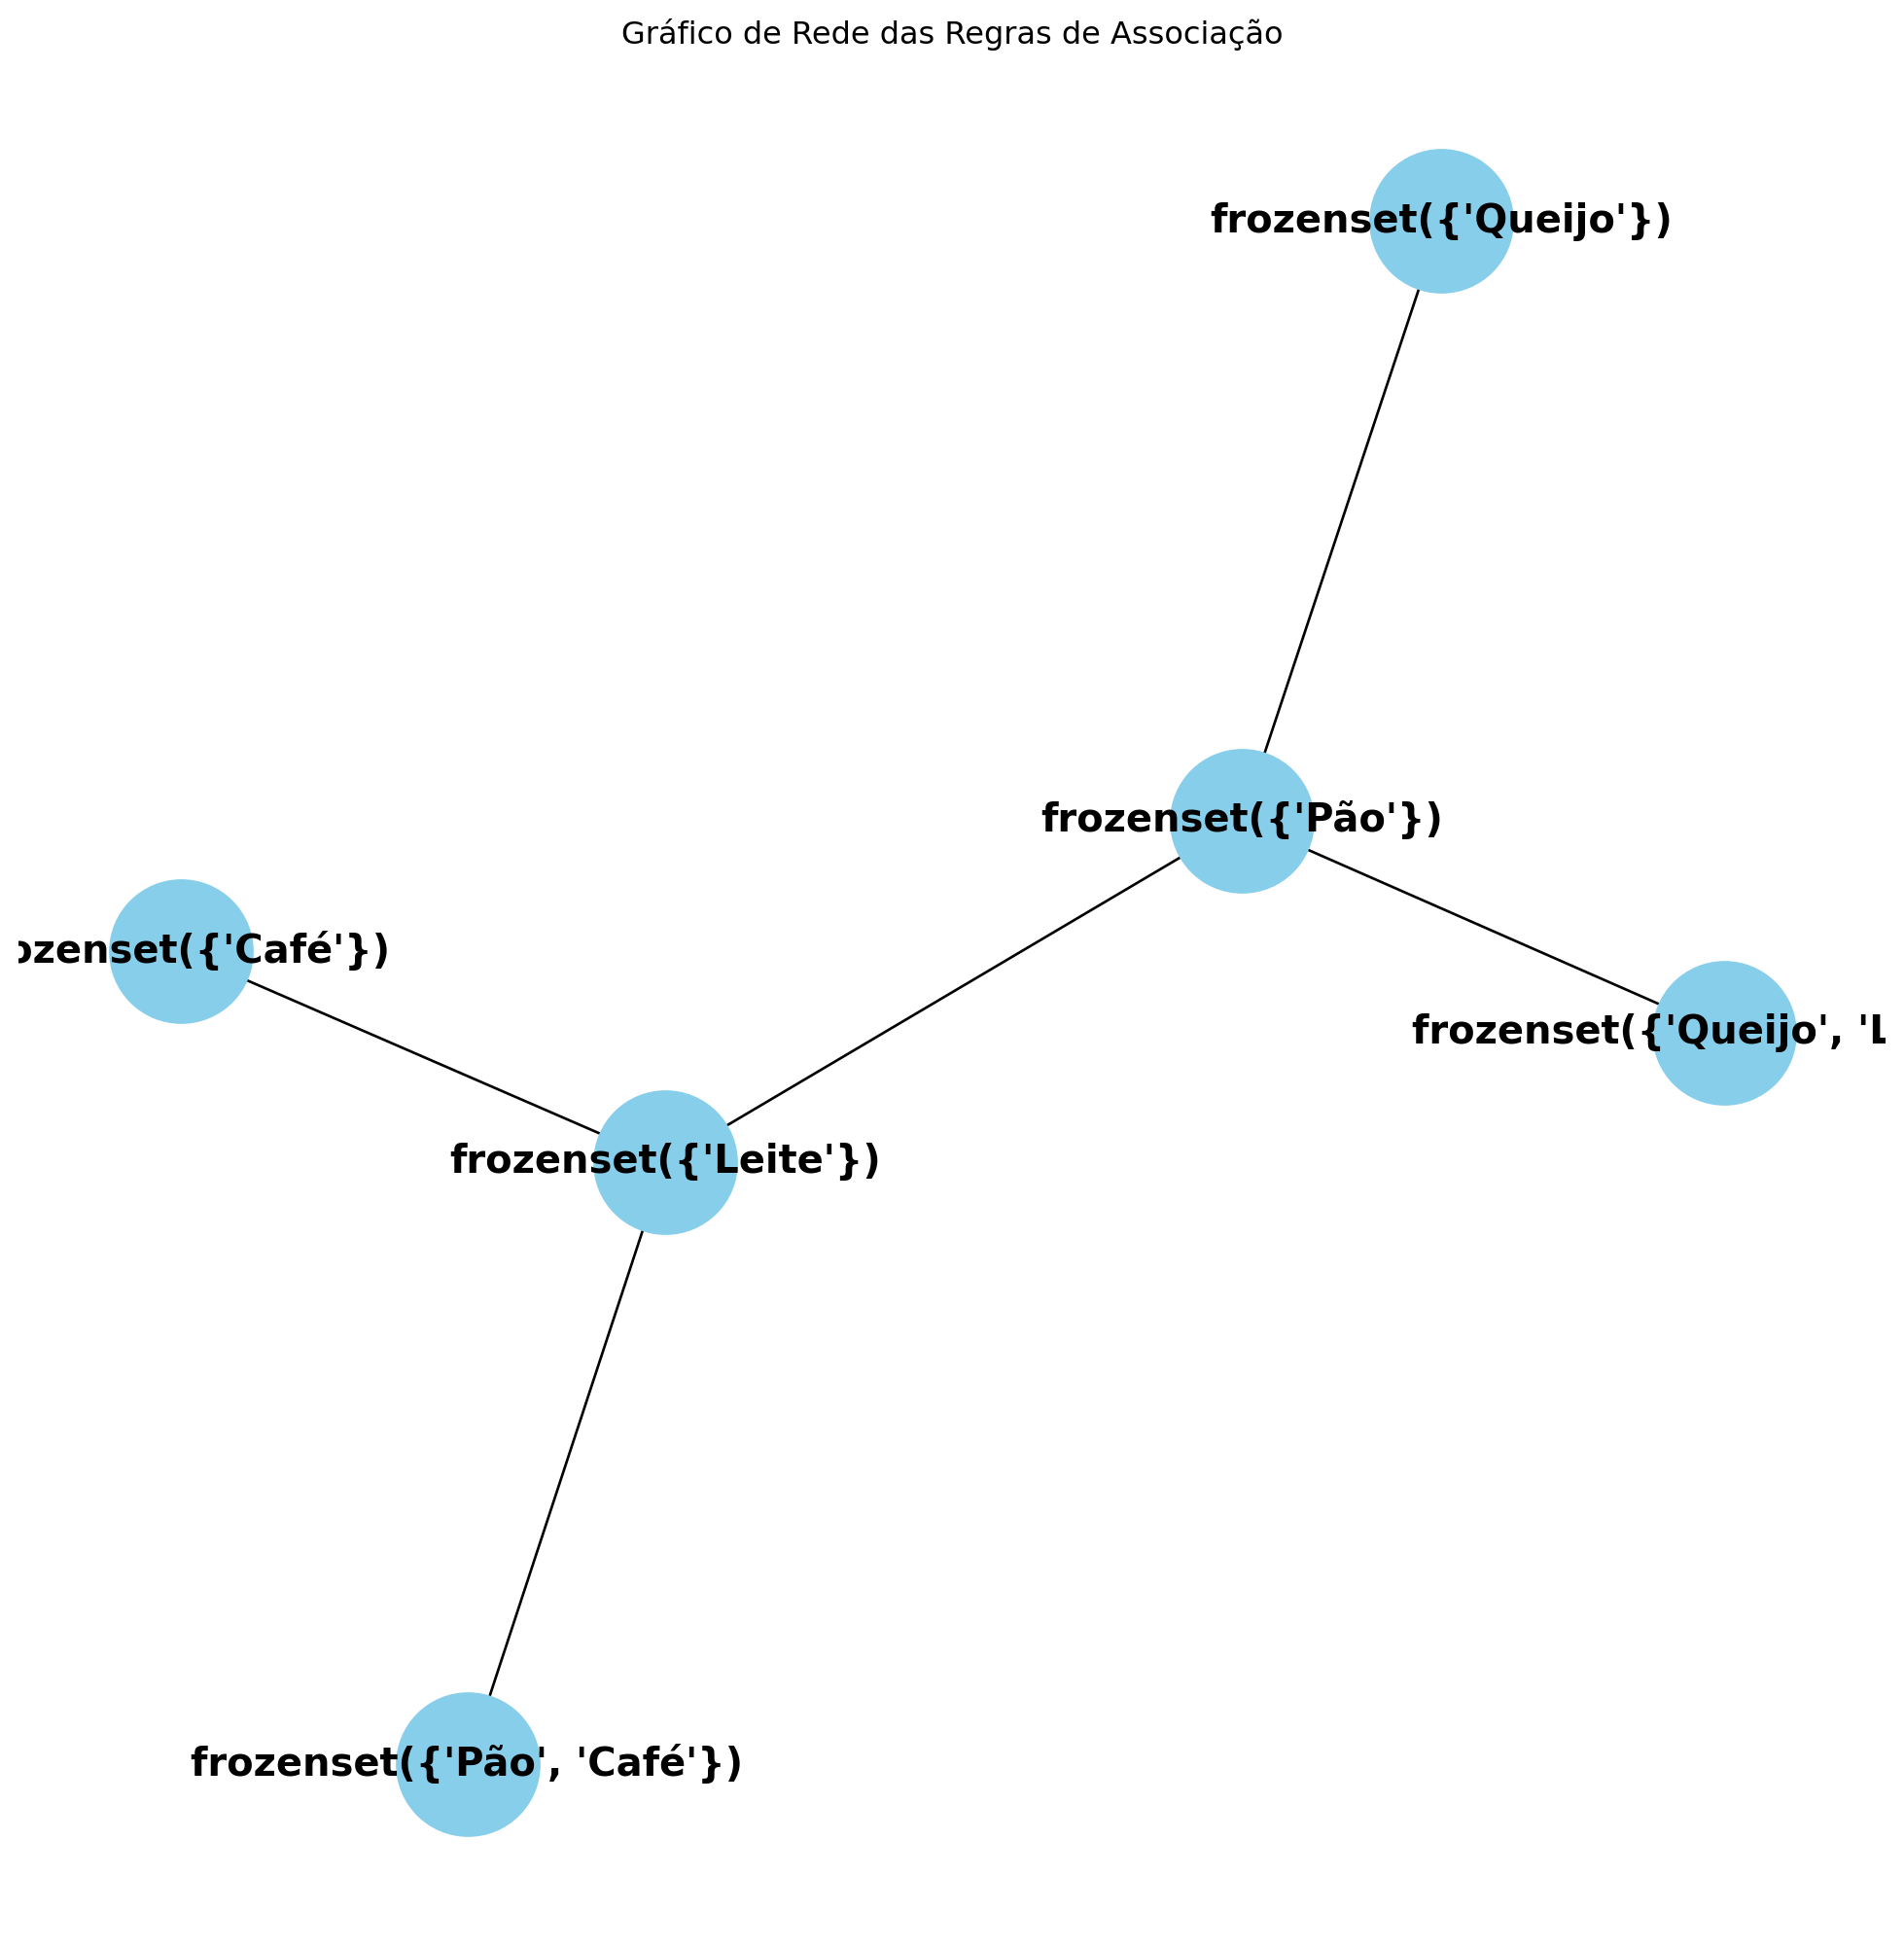 Gráfico de Rede das Regras de Associação
frozenset({'Queijo'})
frozenset({'Pão'})
ozenset({'Café'})
frozenset({'Queijo', 'L
frozenset({'Leite'})
frozenset({'Pão', 'Café'})